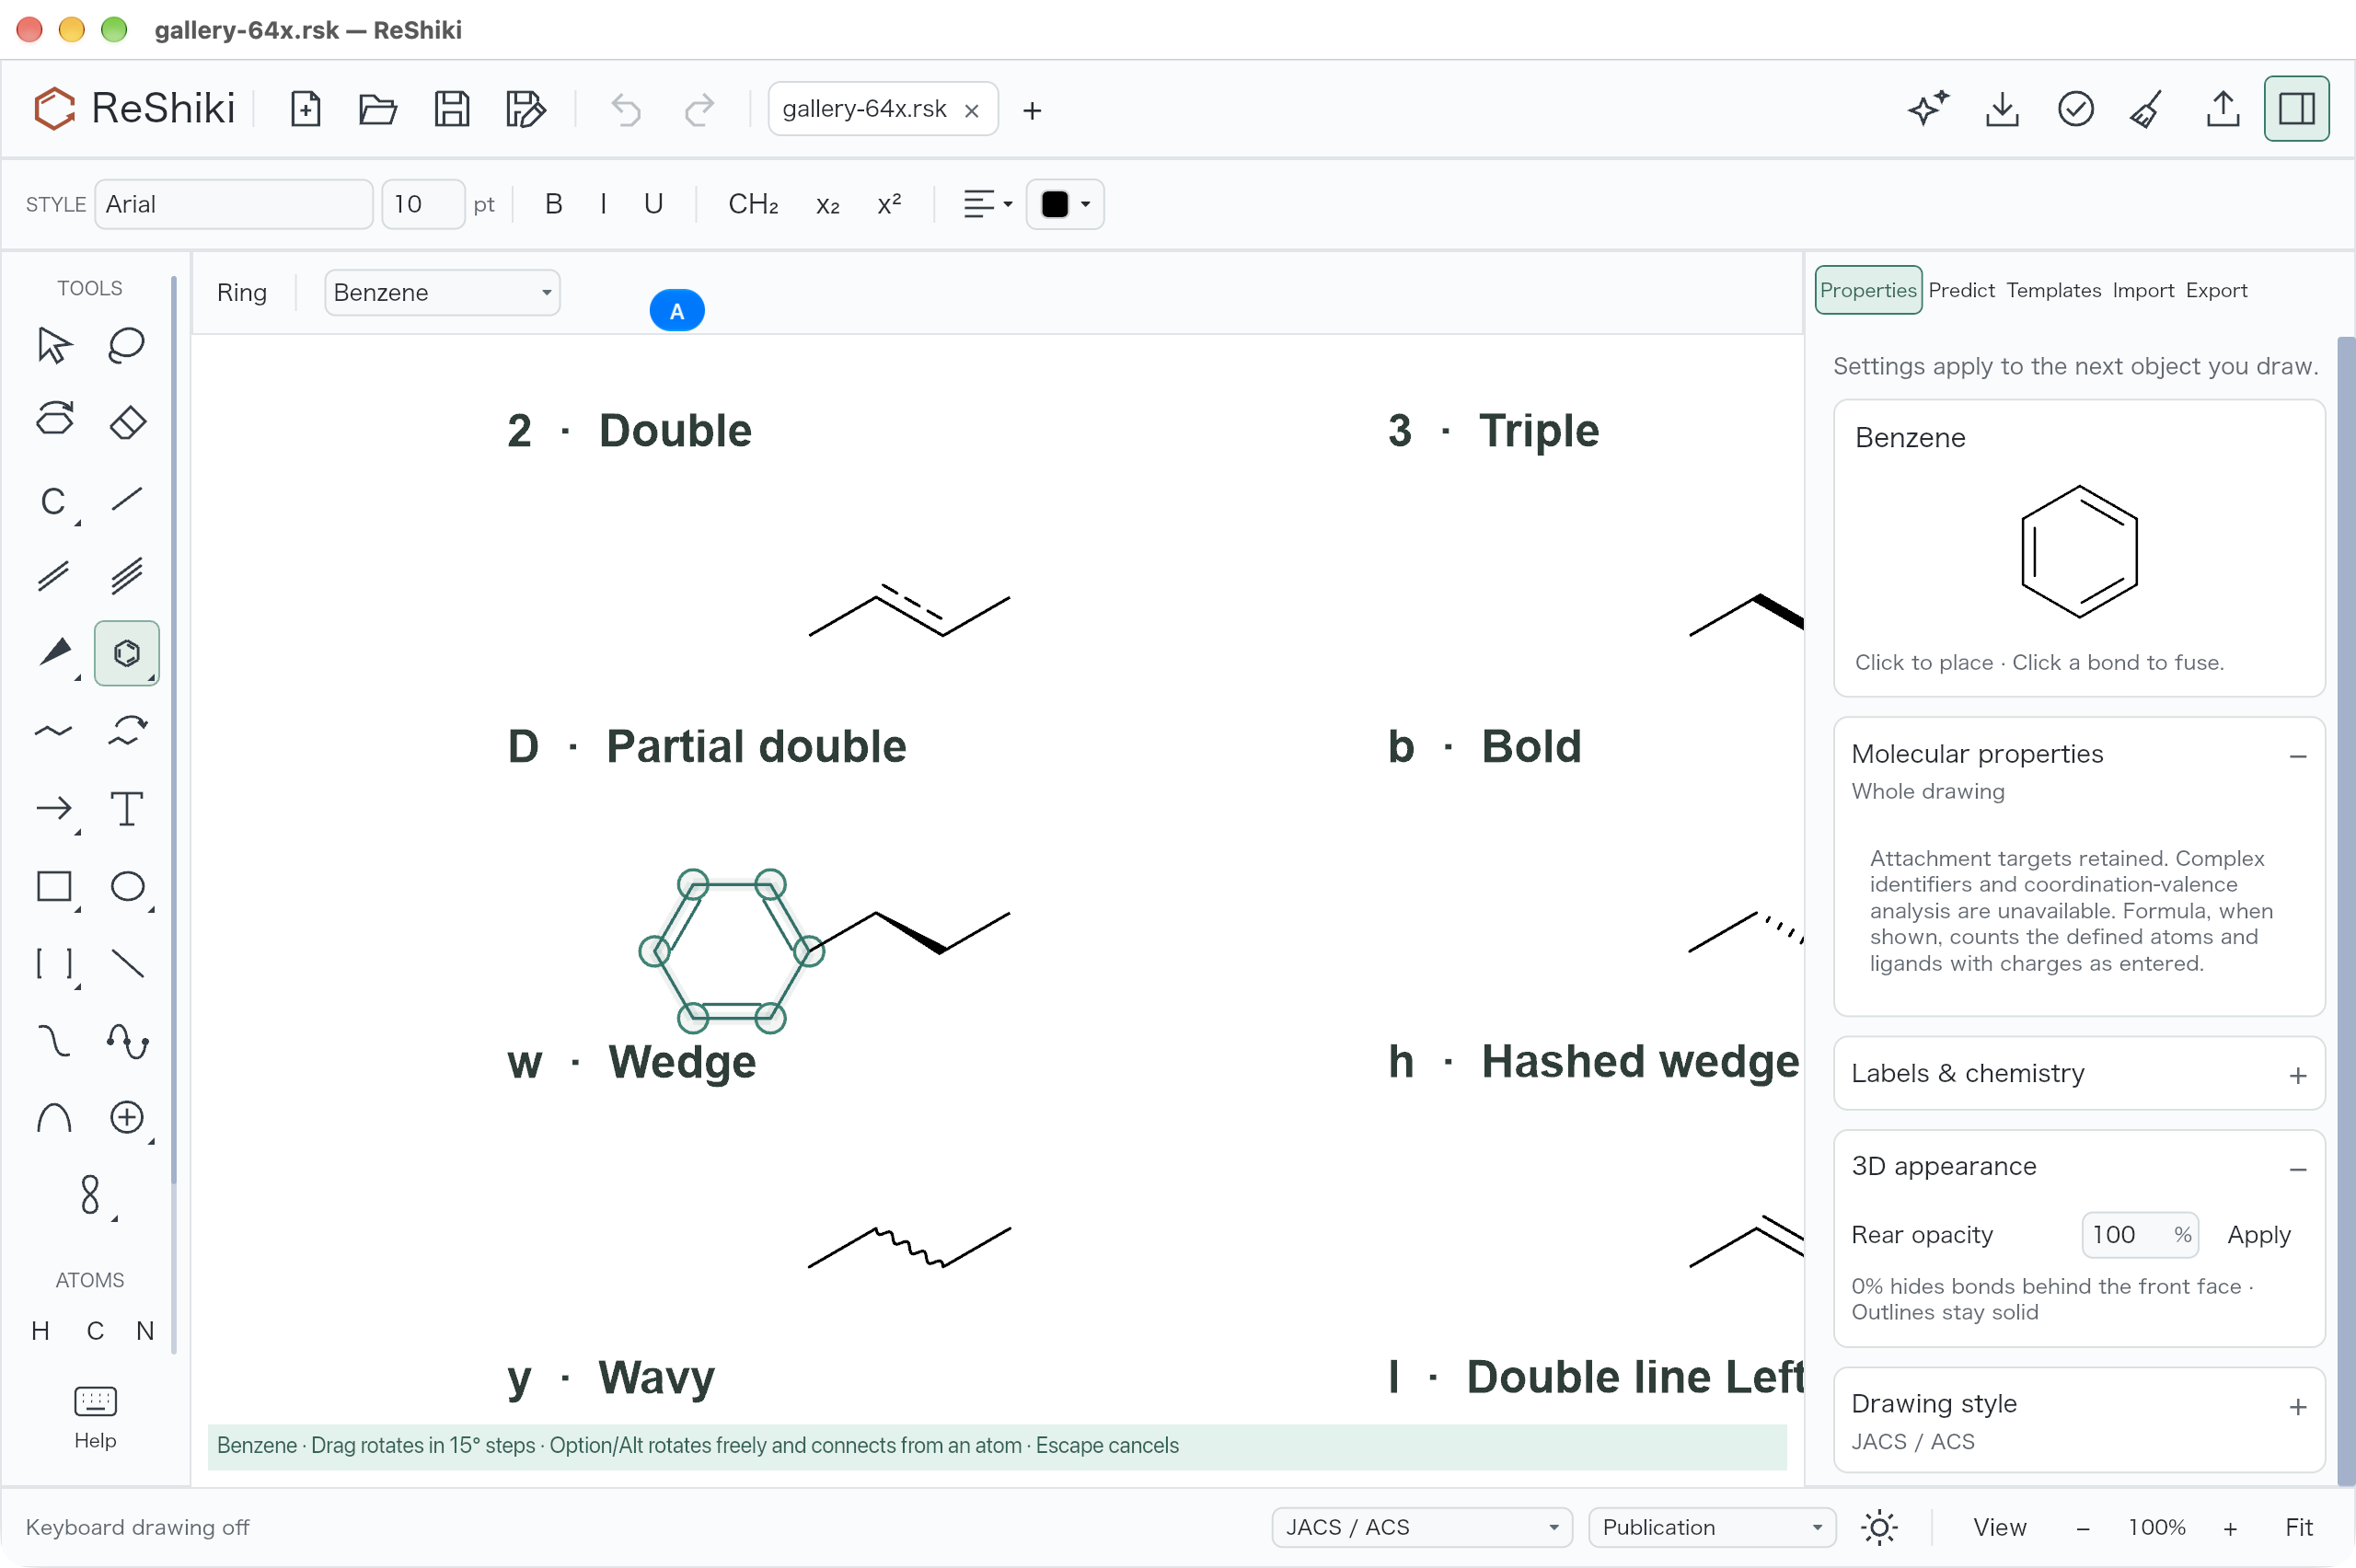 gallery-64x.rsk — ReShiki
ReShiki
gallery-64x.rsk × +
STYLE Arial 10 pt B I U CH₂ x₂ x²
TOOLS
Ring Benzene
A
Properties Predict Templates Import Export
Settings apply to the next object you draw.
2 · Double
3 · Triple
Benzene
C
Click to place · Click a bond to fuse.
D · Partial double
b · Bold
Molecular properties –
Whole drawing
T
Attachment targets retained. Complex
identifiers and coordination-valence
analysis are unavailable. Formula, when
shown, counts the defined atoms and
ligands with charges as entered.
[ ]
w · Wedge
h · Hashed wedge
Labels & chemistry +
3D appearance –
Rear opacity 100 % Apply
0% hides bonds behind the front face ·
Outlines stay solid
ATOMS
H C N
y · Wavy
l · Double line Left
Drawing style +
JACS / ACS
Help
Benzene · Drag rotates in 15° steps · Option/Alt rotates freely and connects from an atom · Escape cancels
Keyboard drawing off
JACS / ACS Publication View – 100% + Fit